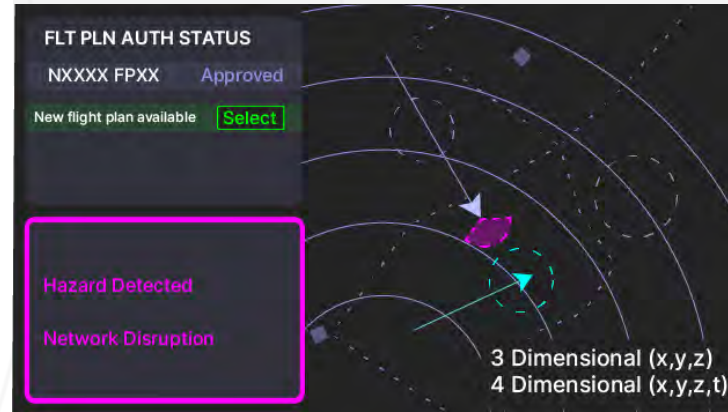 FLT PLN AUTH STATUS
NXXXX FPXX Approved
New flight plan available Select
Hazard Detected
Network Disruption
3 Dimensional (x,y,z)
4 Dimensional (x,y,z,t)